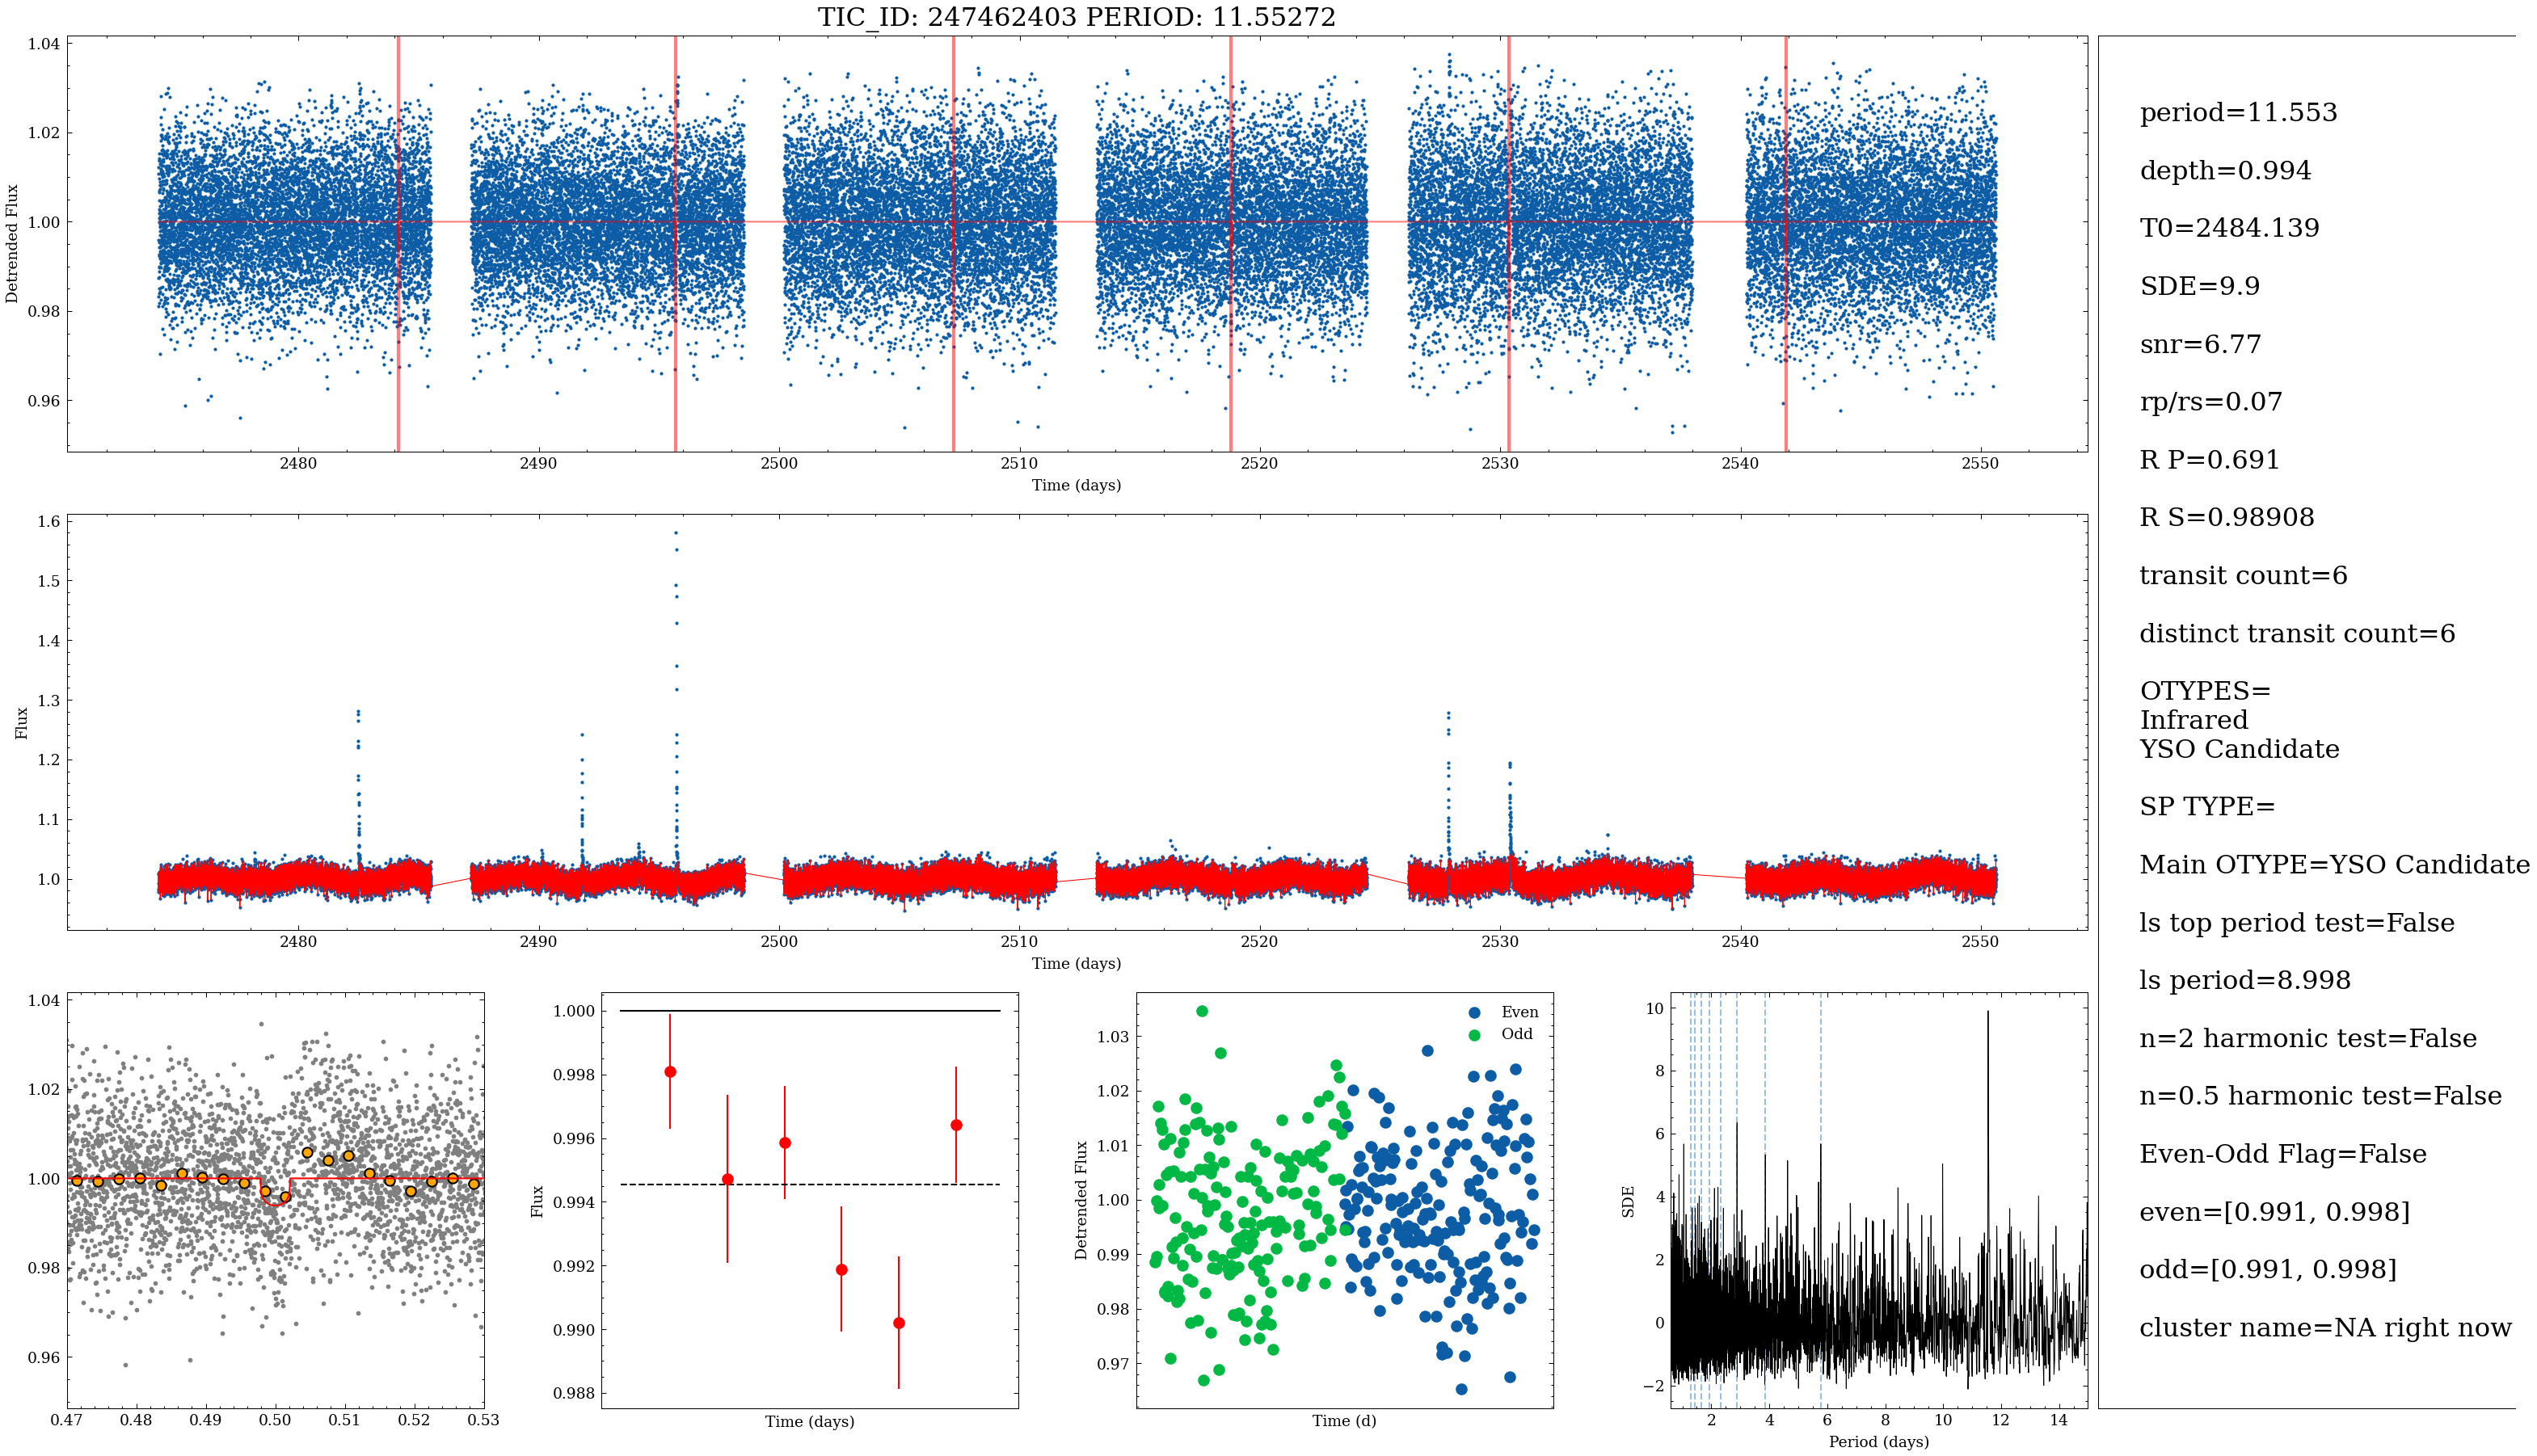 TIC_ID: 247462403 PERIOD: 11.55272
1.04
1.02
1.00
0.98
0.96
Detrended Flux
2480 2490 2500 2510 2520 2530 2540 2550
Time (days)
1.6
1.5
1.4
1.3
1.2
1.1
1.0
Flux
2480 2490 2500 2510 2520 2530 2540 2550
Time (days)
1.04
1.02
1.00
0.98
0.96
0.47 0.48 0.49 0.50 0.51 0.52 0.53
1.000
0.998
0.996
0.994
0.992
0.990
0.988
Flux
Time (days)
Even
Odd
1.03
1.02
1.01
1.00
0.99
0.98
0.97
Detrended Flux
Time (d)
10
8
6
4
2
0
−2
SDE
2 4 6 8 10 12 14
Period (days)
period=11.553
depth=0.994
T0=2484.139
SDE=9.9
snr=6.77
rp/rs=0.07
R P=0.691
R S=0.98908
transit count=6
distinct transit count=6
OTYPES=
Infrared
YSO Candidate
SP TYPE=
Main OTYPE=YSO Candidate
ls top period test=False
ls period=8.998
n=2 harmonic test=False
n=0.5 harmonic test=False
Even-Odd Flag=False
even=[0.991, 0.998]
odd=[0.991, 0.998]
cluster name=NA right now